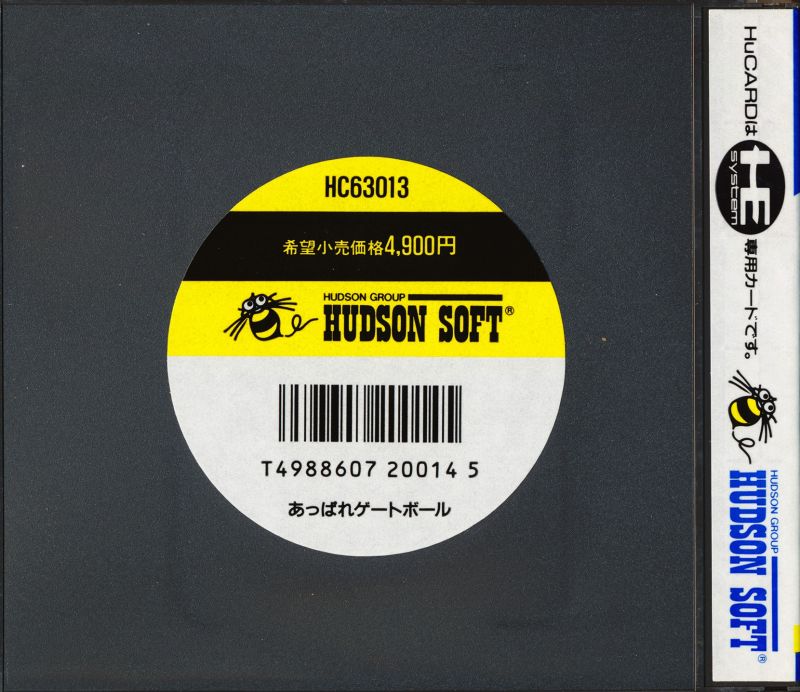 HC63013
希望小売価格4,900円
HUDSON GROUP
HUDSON SOFT®
T4988607 20014 5
あっぱれゲートボール
HuCARDは
HE
system
専用カードです。
HUDSON GROUP
HUDSON SOFT®